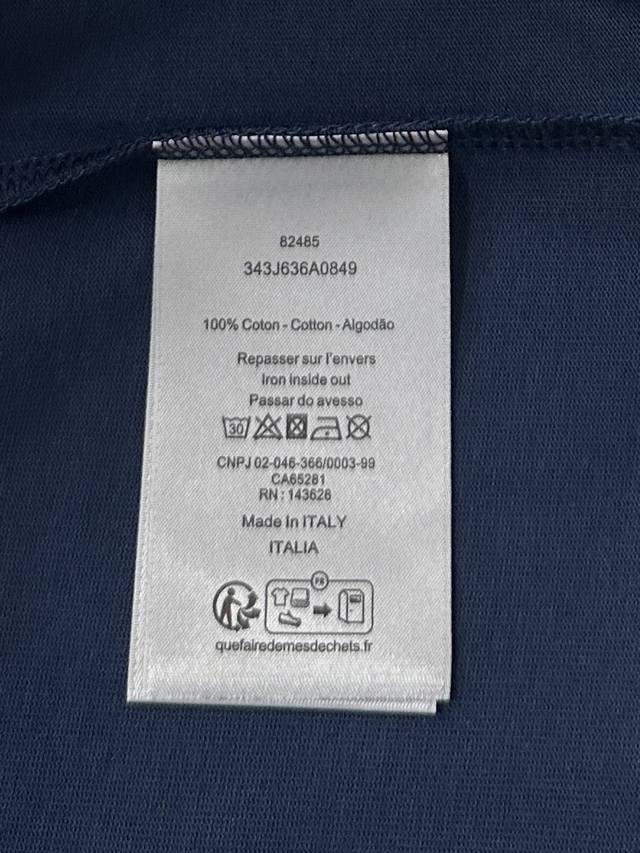 82485
343J636A0849
100% Coton - Cotton - Algodão
Repasser sur l'envers
Iron inside out
Passar do avesso
30
CNPJ 02-046-366/0003-99
CA65281
RN : 143628
Made in ITALY
ITALIA
FR
quefairedemesdechets.fr